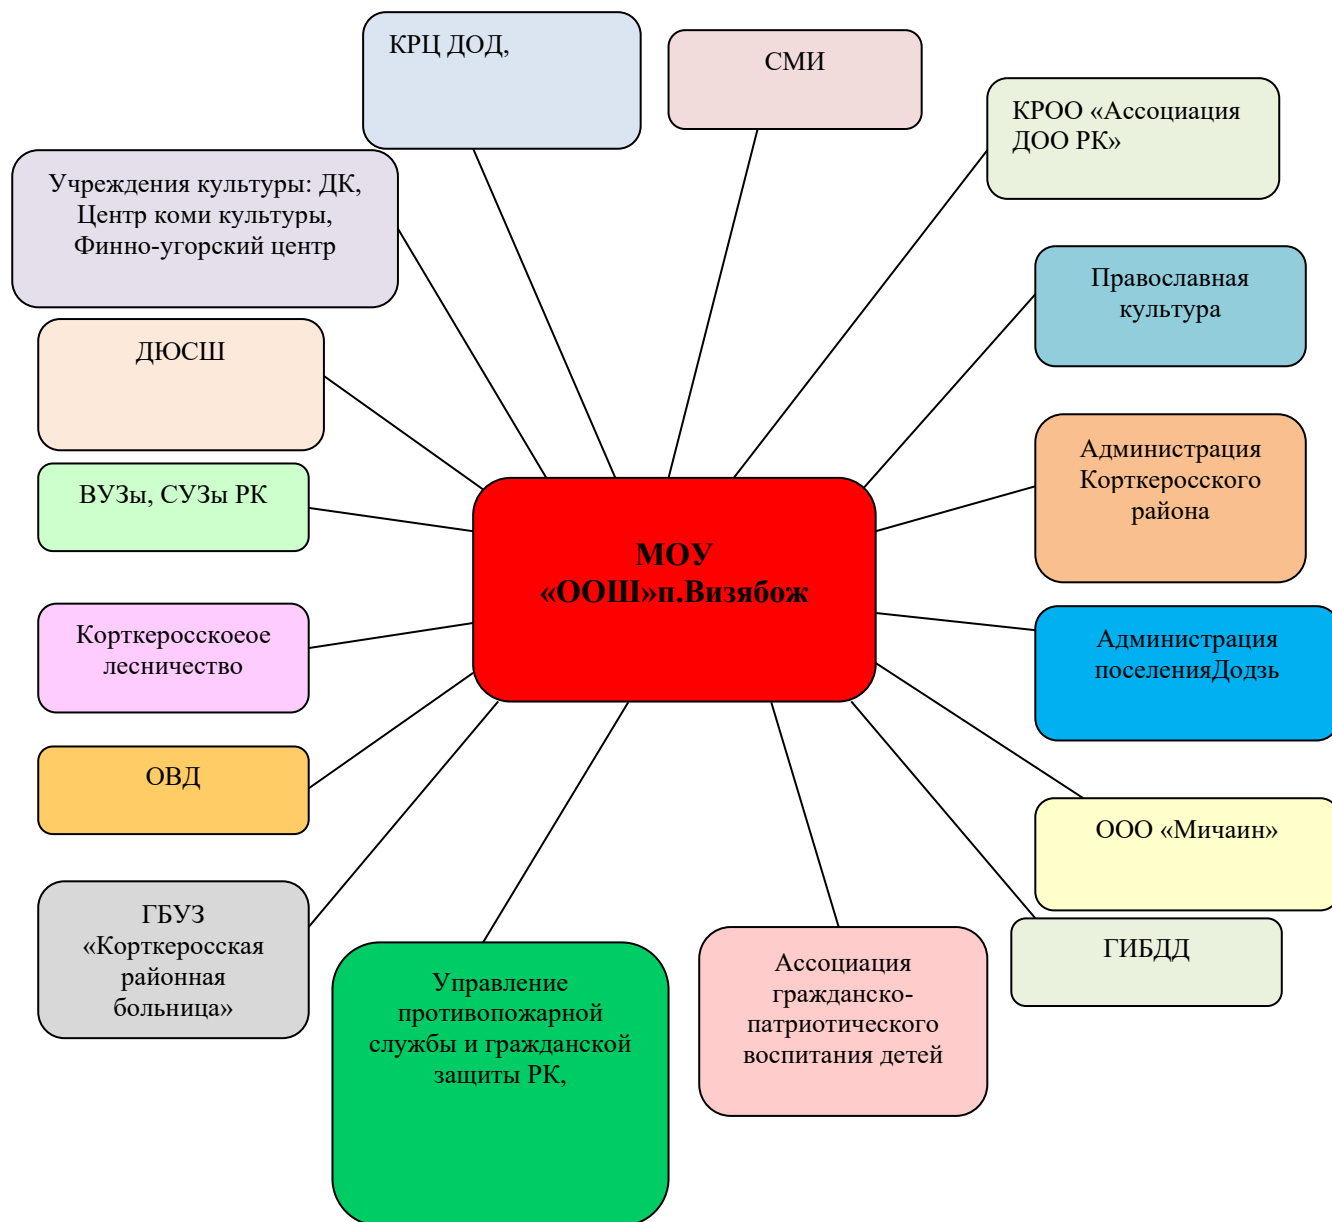 КРЦ ДОД,
СМИ
КРОО «Ассоциация
ДОО РК»
Учреждения культуры: ДК,
Центр коми культуры,
Финно-угорский центр
Православная
культура
ДЮСШ
Администрация
Корткеросского
района
ВУЗы, СУЗы РК
МОУ
«ООШ»п.Визябож
Корткеросскоеое
лесничество
Администрация
поселенияДодзь
ОВД
ООО «Мичаин»
ГБУЗ
«Корткеросская
районная
больница»
Управление
противопожарной
службы и гражданской
защиты РК,
Ассоциация
гражданско-
патриотического
воспитания детей
ГИБДД